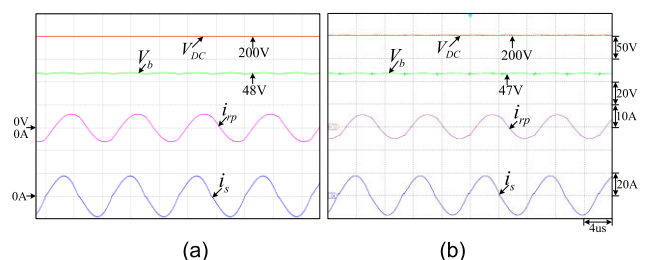 V_DC
200V
V_b
48V
0V
0A
i_rp
0A
i_s
(a)
V_DC
200V
50V
V_b
47V
20V
10A
i_rp
i_s
20A
4us
(b)